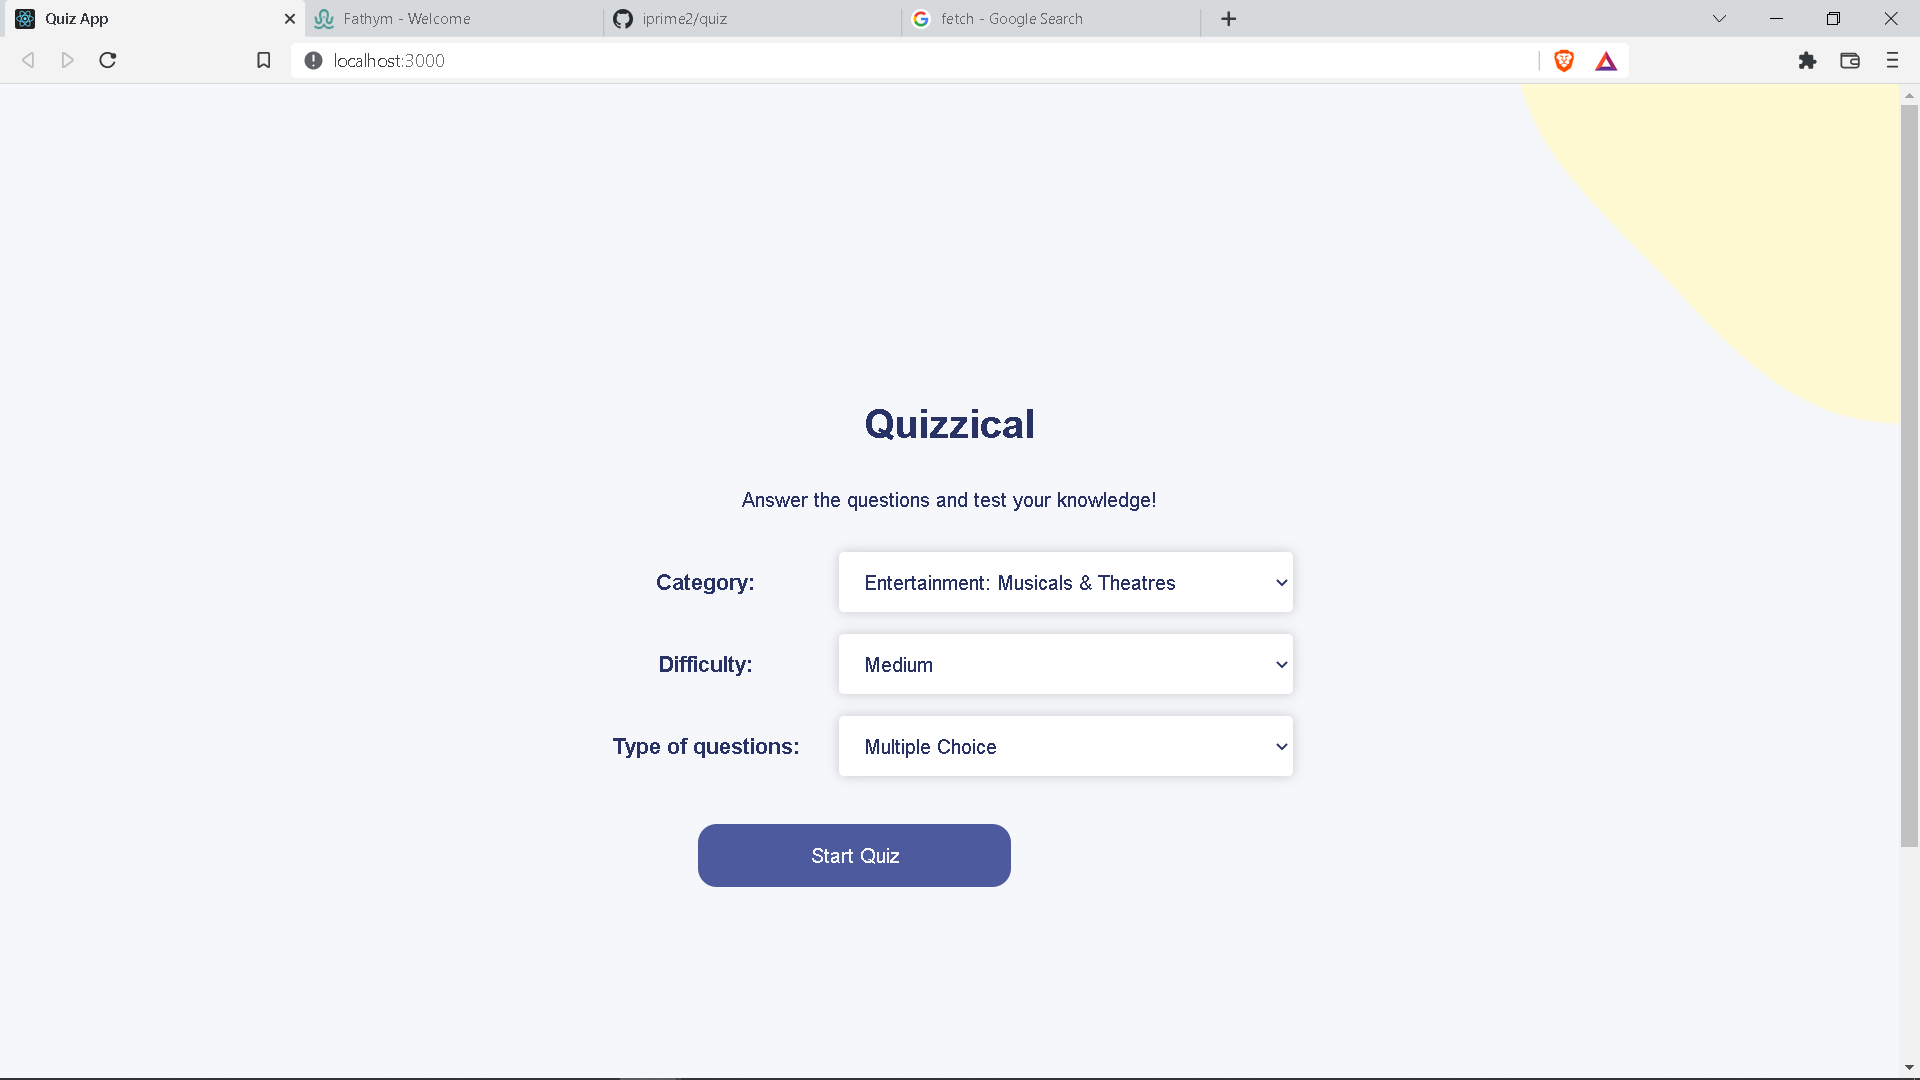 Quiz App
Fathym - Welcome
iprime2/quiz
fetch - Google Search
localhost:3000
Quizzical
Answer the questions and test your knowledge!
Category: Entertainment: Musicals & Theatres
Difficulty: Medium
Type of questions: Multiple Choice
Start Quiz